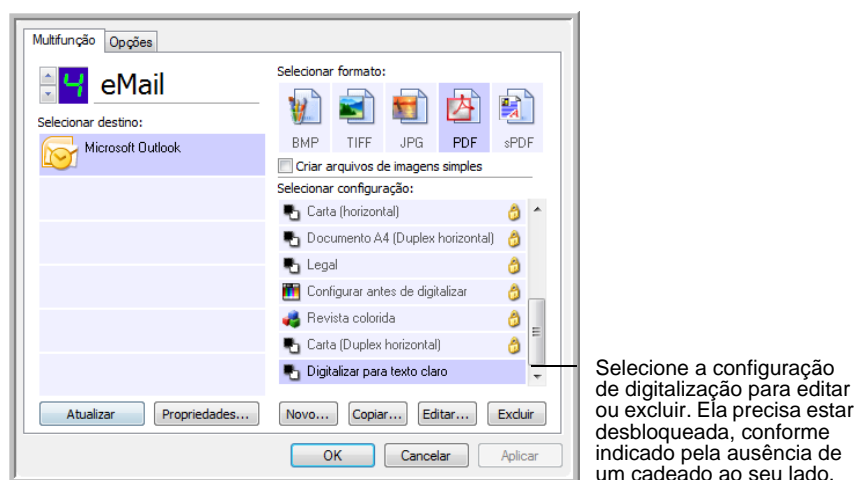 Multifunção Opções
4 eMail
Selecionar destino:
Microsoft Outlook
Selecionar formato:
BMP TIFF JPG PDF sPDF
Criar arquivos de imagens simples
Selecionar configuração:
Carta (horizontal)
Documento A4 (Duplex horizontal)
Legal
Configurar antes de digitalizar
Revista colorida
Carta (Duplex horizontal)
Digitalizar para texto claro
Atualizar Propriedades... Novo... Copiar... Editar... Excluir
OK Cancelar Aplicar
Selecione a configuração
de digitalização para editar
ou excluir. Ela precisa estar
desbloqueada, conforme
indicado pela ausência de
um cadeado ao seu lado.